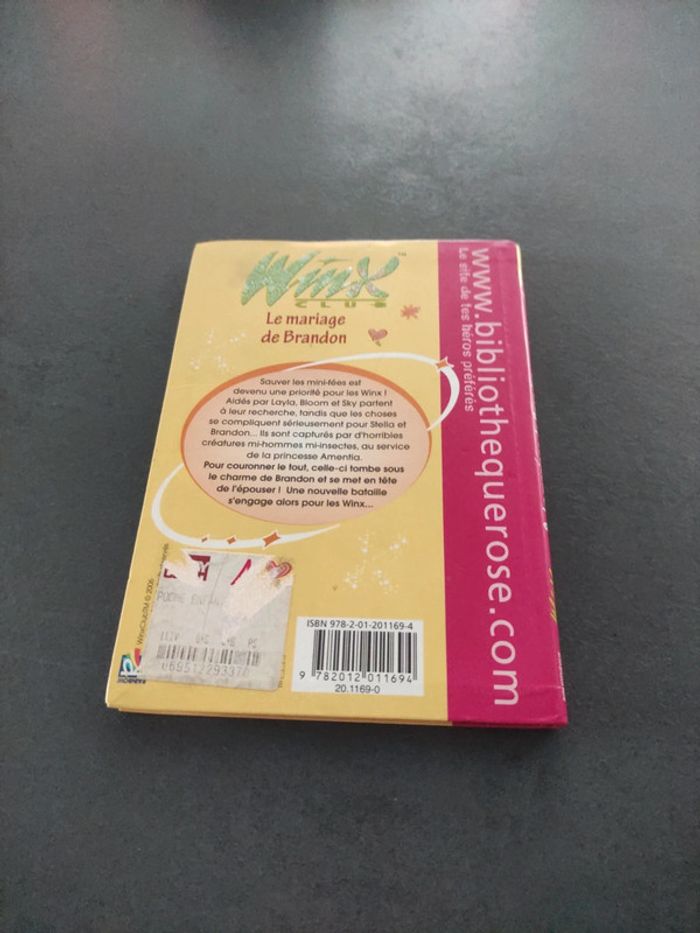 Winx
CLUB
™
Le mariage
de Brandon
Sauver les mini-fées est
devenu une priorité pour les Winx !
Aidés par Layla, Bloom et Sky partent
à leur recherche, tandis que les choses
se compliquent sérieusement pour Stella et
Brandon... Ils sont capturés par d'horribles
créatures mi-hommes mi-insectes, au service
de la princesse Amentia.
Pour couronner le tout, celle-ci tombe sous
le charme de Brandon et se met en tête
de l'épouser ! Une nouvelle bataille
s'engage alors pour les Winx...
www.bibliothequerose.com
Le site de tes héros préférés
ISBN 978-2-01-201169-4
9 782012 011694
20.1169-0